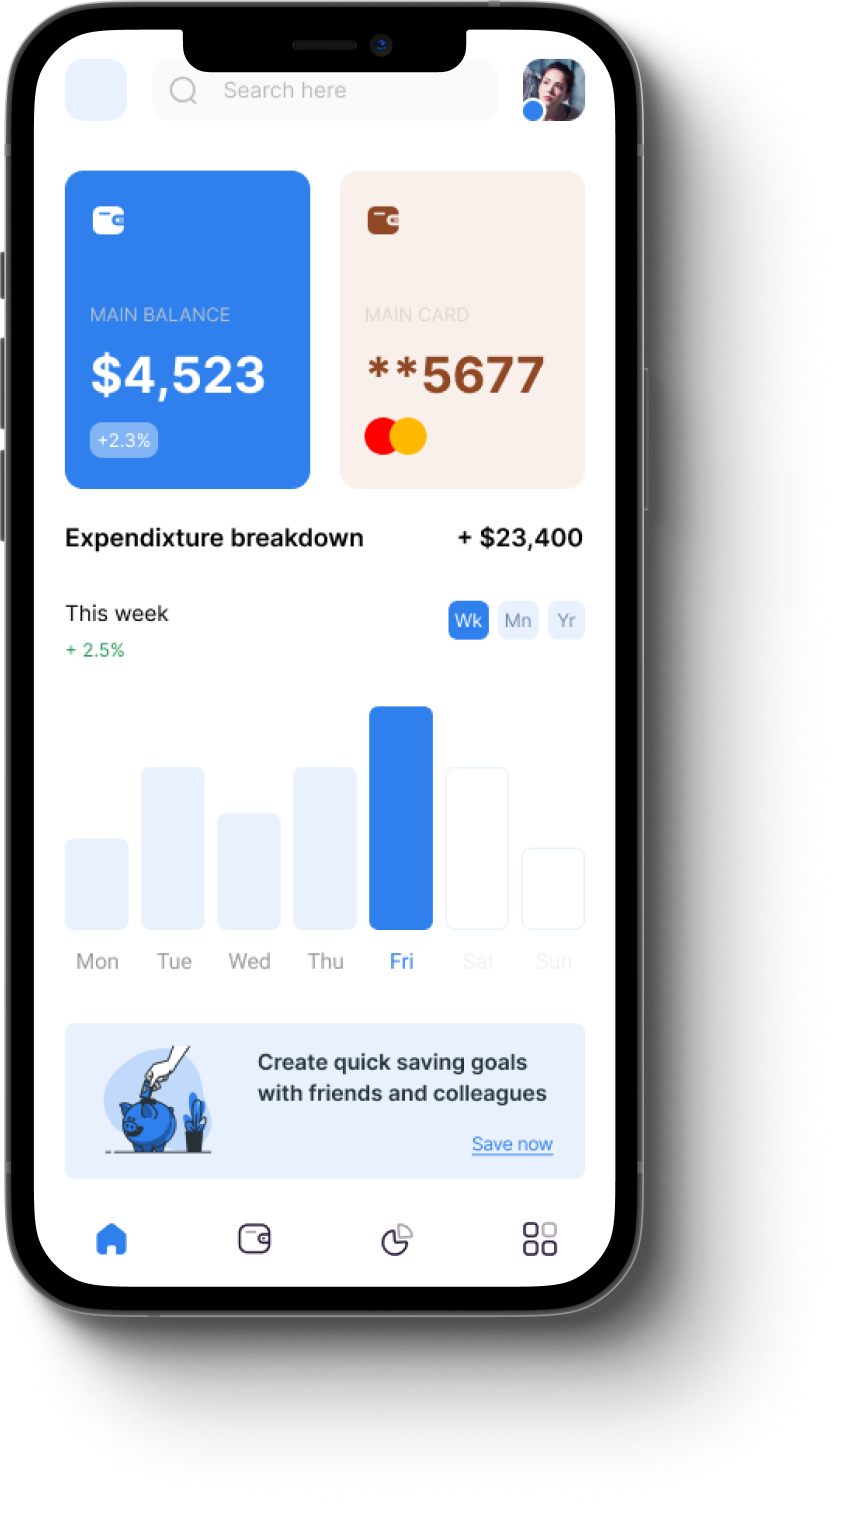 Search here
MAIN BALANCE
$4,523
+2.3%
MAIN CARD
**5677
Expendixture breakdown
+ $23,400
This week
+ 2.5%
Wk Mn Yr
Mon Tue Wed Thu Fri Sat Sun
Create quick saving goals
with friends and colleagues
Save now